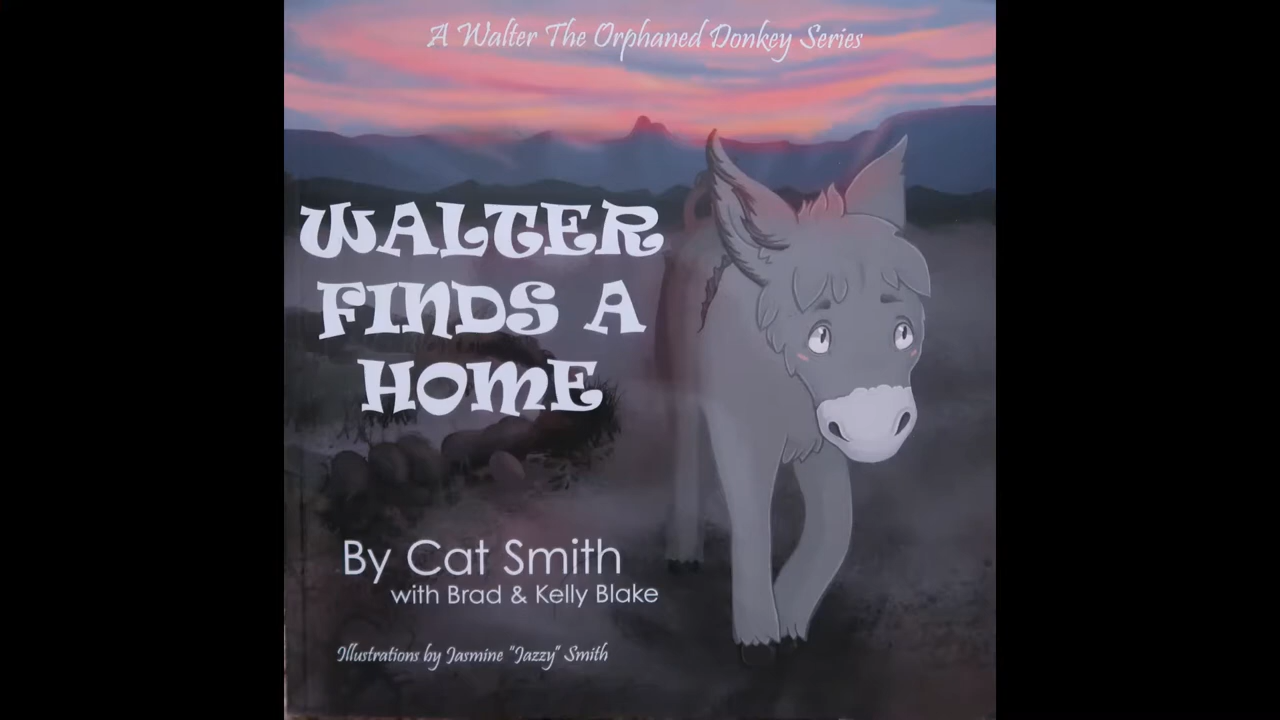 A Walter The Orphaned Donkey Series
WALTER
FINDS A
HOME
By Cat Smith
with Brad & Kelly Blake
Illustrations by Jasmine "Jazzy" Smith